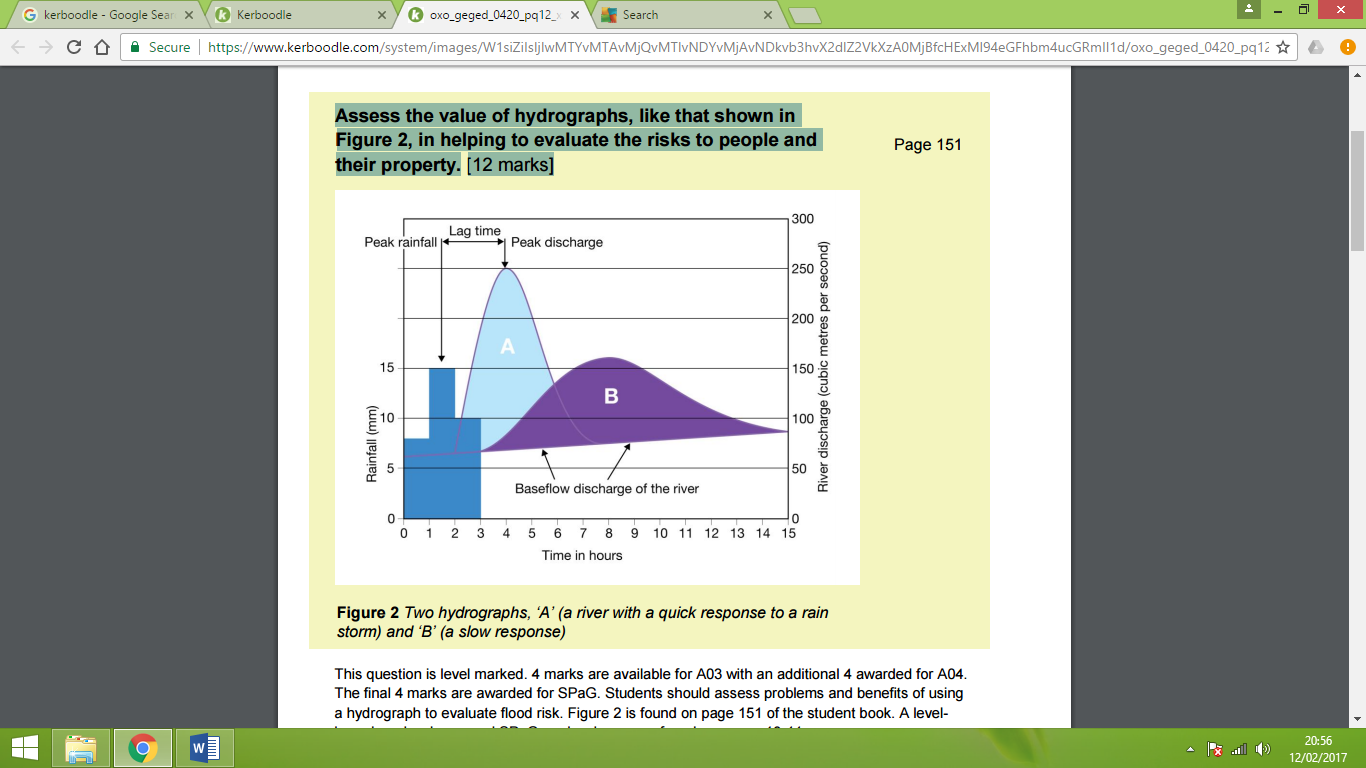 kerboodle - Google Sear
Kerboodle
oxo_geged_0420_pq12_x
Search
Secure
https://www.kerboodle.com/system/images/
Assess the value of hydrographs, like that shown in
Figure 2, in helping to evaluate the risks to people and
their property. [12 marks]
Page 151
Peak rainfall
Lag time
Peak discharge
300
250
200
150
100
50
0
15
10
5
0
A
B
Rainfall (mm)
River discharge (cubic metres per second)
Baseflow discharge of the river
0 1 2 3 4 5 6 7 8 9 10 11 12 13 14 15
Time in hours
Figure 2 Two hydrographs, ‘A’ (a river with a quick response to a rain
storm) and ‘B’ (a slow response)
This question is level marked. 4 marks are available for A03 with an additional 4 awarded for A04.
The final 4 marks are awarded for SPaG. Students should assess problems and benefits of using
a hydrograph to evaluate flood risk. Figure 2 is found on page 151 of the student book. A level-
20:56
12/02/2017